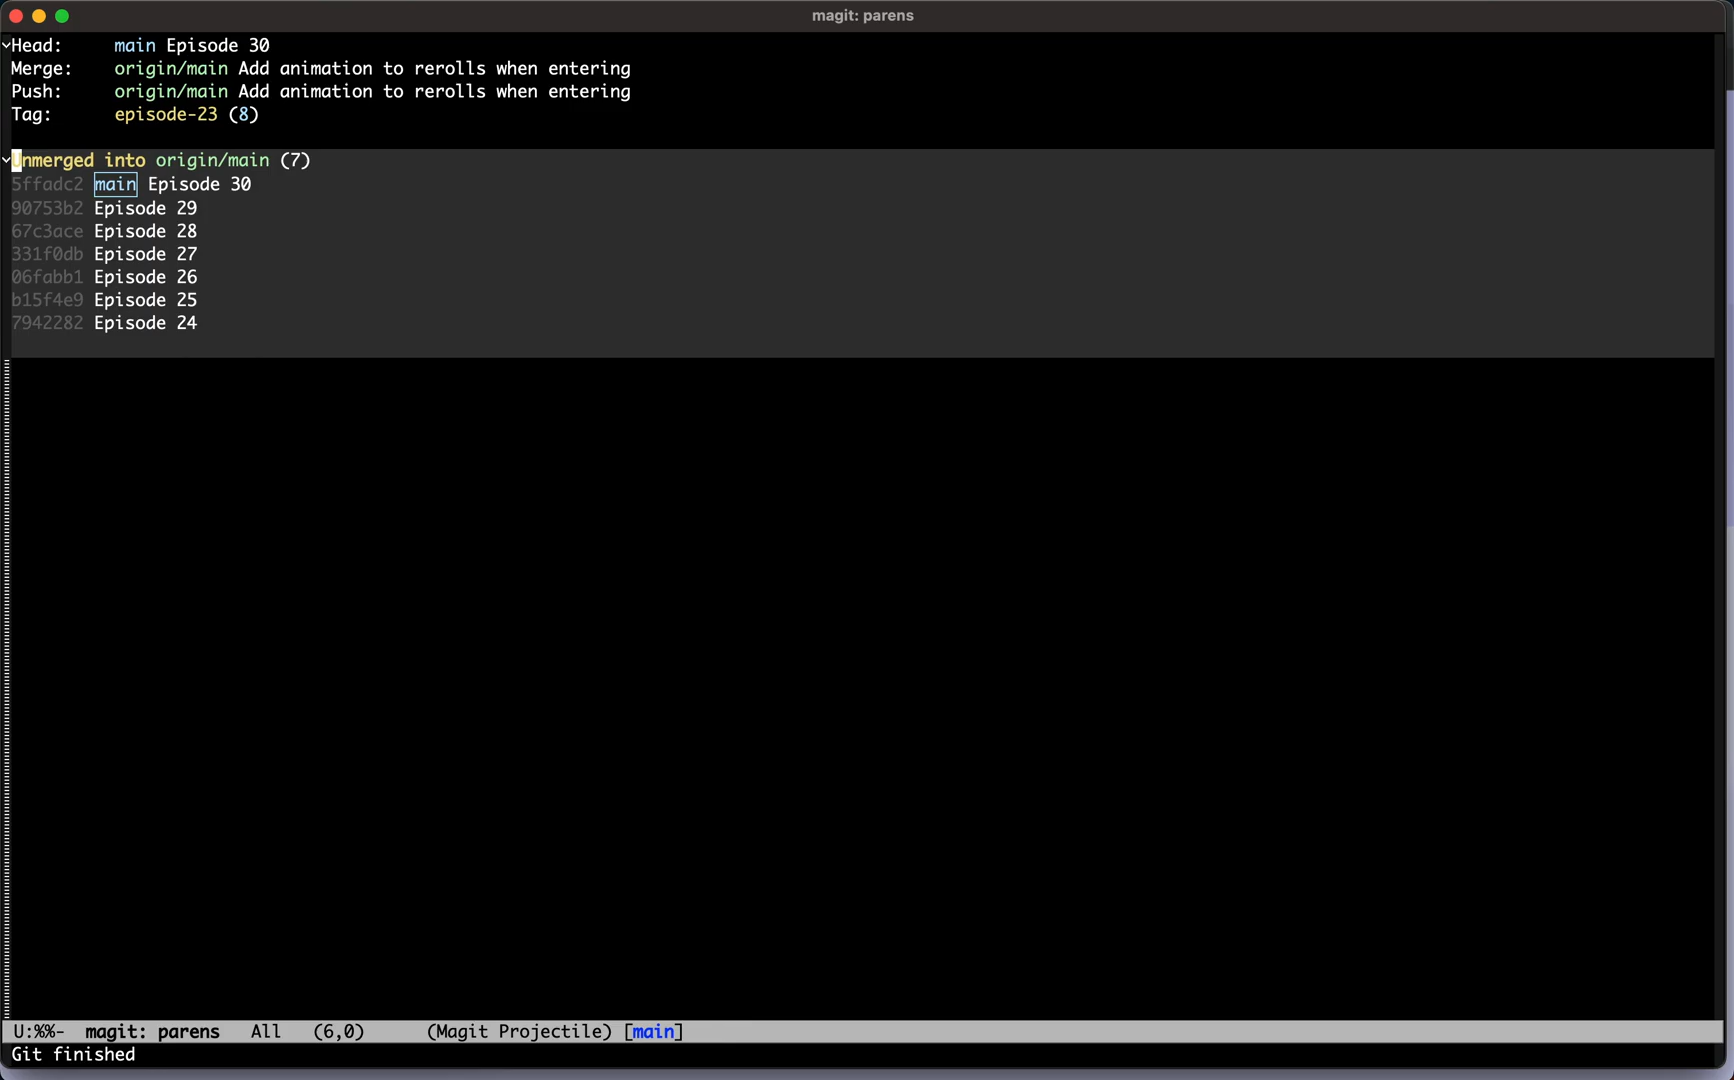 magit: parens
Head: main Episode 30
Merge: origin/main Add animation to rerolls when entering
Push: origin/main Add animation to rerolls when entering
Tag: episode-23 (8)
Unmerged into origin/main (7)
5ffadc2 main Episode 30
90753b2 Episode 29
67c3ace Episode 28
331f0db Episode 27
06fabb1 Episode 26
b15f4e9 Episode 25
7942282 Episode 24
U:%%- magit: parens All (6,0) (Magit Projectile) [main]
Git finished